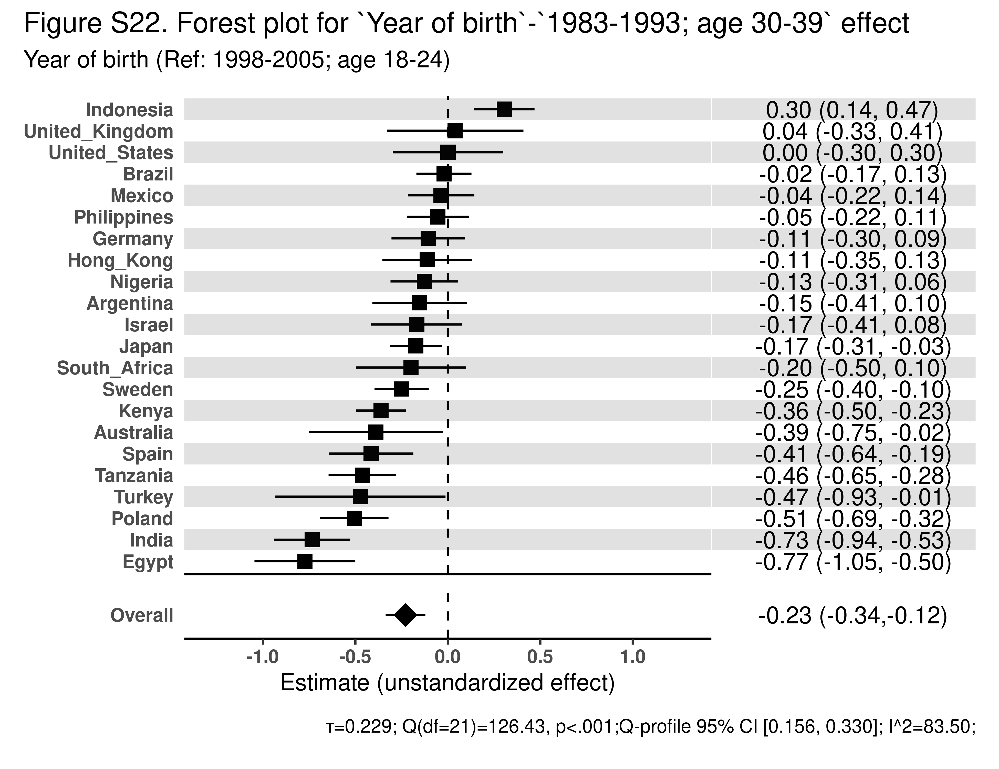 Figure S22. Forest plot for `Year of birth`-`1983-1993; age 30-39` effect
Year of birth (Ref: 1998-2005; age 18-24)
Indonesia 0.30 (0.14, 0.47)
United_Kingdom 0.04 (-0.33, 0.41)
United_States 0.00 (-0.30, 0.30)
Brazil -0.02 (-0.17, 0.13)
Mexico -0.04 (-0.22, 0.14)
Philippines -0.05 (-0.22, 0.11)
Germany -0.11 (-0.30, 0.09)
Hong_Kong -0.11 (-0.35, 0.13)
Nigeria -0.13 (-0.31, 0.06)
Argentina -0.15 (-0.41, 0.10)
Israel -0.17 (-0.41, 0.08)
Japan -0.17 (-0.31, -0.03)
South_Africa -0.20 (-0.50, 0.10)
Sweden -0.25 (-0.40, -0.10)
Kenya -0.36 (-0.50, -0.23)
Australia -0.39 (-0.75, -0.02)
Spain -0.41 (-0.64, -0.19)
Tanzania -0.46 (-0.65, -0.28)
Turkey -0.47 (-0.93, -0.01)
Poland -0.51 (-0.69, -0.32)
India -0.73 (-0.94, -0.53)
Egypt -0.77 (-1.05, -0.50)
Overall -0.23 (-0.34,-0.12)
-1.0 -0.5 0.0 0.5 1.0
Estimate (unstandardized effect)
τ=0.229; Q(df=21)=126.43, p<.001;Q-profile 95% CI [0.156, 0.330]; I^2=83.50;